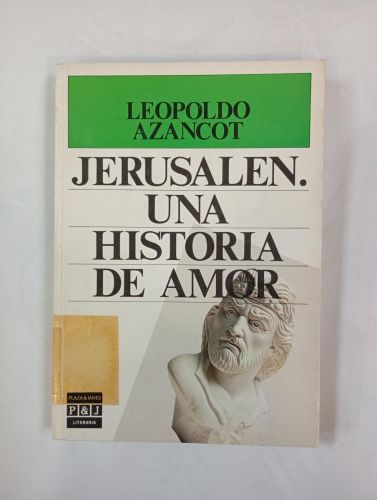 LEOPOLDO
AZANCOT
JERUSALEN.
UNA
HISTORIA
DE AMOR
PLAZA & JANES
P&J
LITERARIA